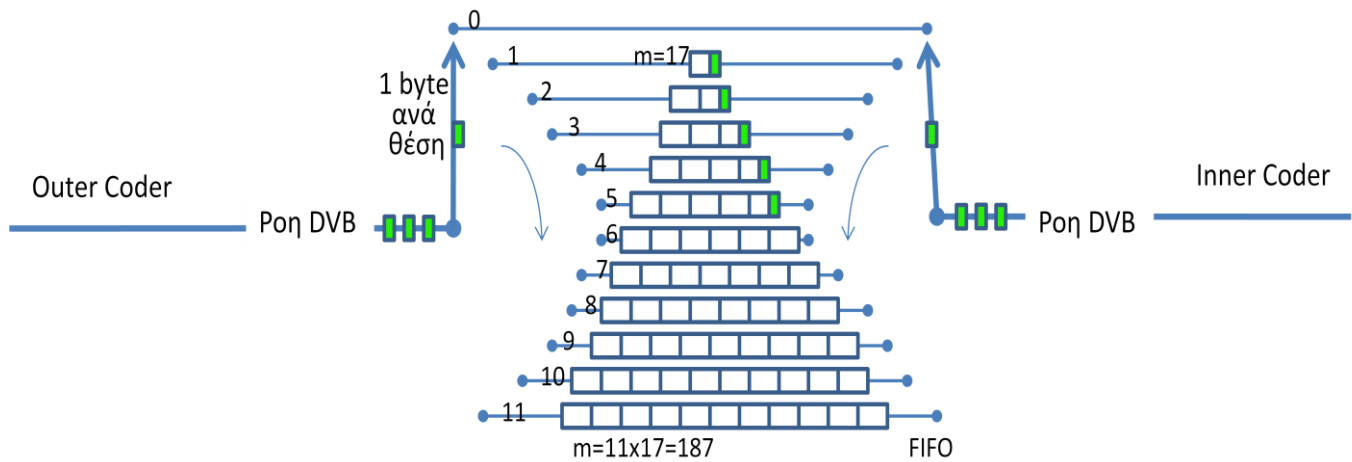 0
1
m=17
1 byte
ανά
θέση
2
3
4
Outer Coder
Inner Coder
5
Ροη DVB
Ροη DVB
6
7
8
9
10
11
m=11x17=187
FIFO